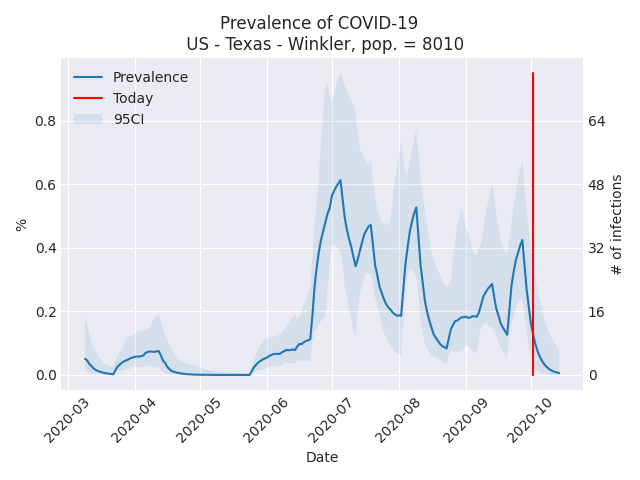 Prevalence of COVID-19
US - Texas - Winkler, pop. = 8010
Prevalence
Today
95CI
0.8
0.6
0.4
0.2
0.0
%
64
48
32
16
0
# of infections
2020-03
2020-04
2020-05
2020-06
2020-07
2020-08
2020-09
2020-10
Date